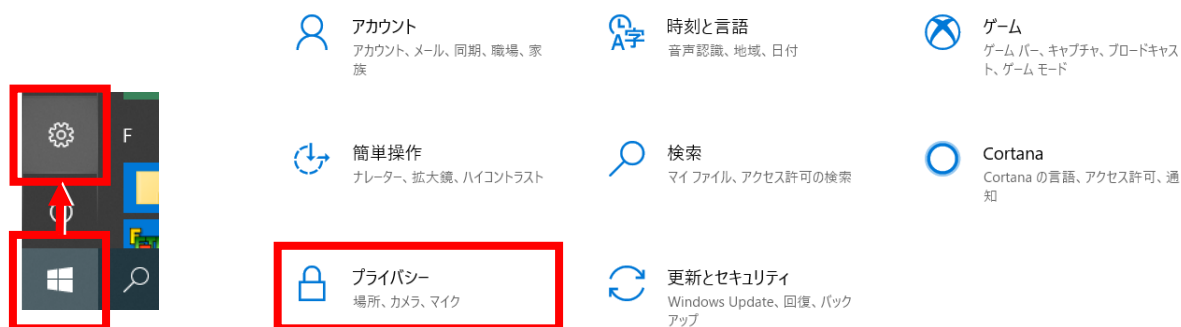 アカウント
アカウント、メール、同期、職場、家
族
時刻と言語
音声認識、地域、日付
ゲーム
ゲーム バー、キャプチャ、ブロードキャス
ト、ゲーム モード
F
簡単操作
ナレーター、拡大鏡、ハイコントラスト
検索
マイ ファイル、アクセス許可の検索
Cortana
Cortana の言語、アクセス許可、通
知
プライバシー
場所、カメラ、マイク
更新とセキュリティ
Windows Update、回復、バック
アップ